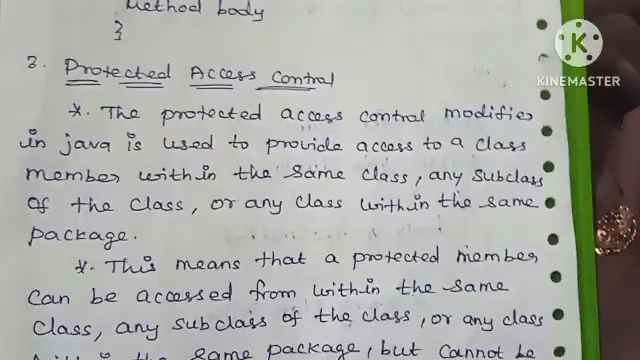 Method body
}
3. Protected Access Control
*. The protected access control modifier
in java is used to provide access to a class
member within the same class, any subclass
of the class, or any class within the same
package.
*. This means that a protected member
can be accessed from within the same
class, any subclass of the class, or any class
the same package, but cannot be
K
KINEMASTER